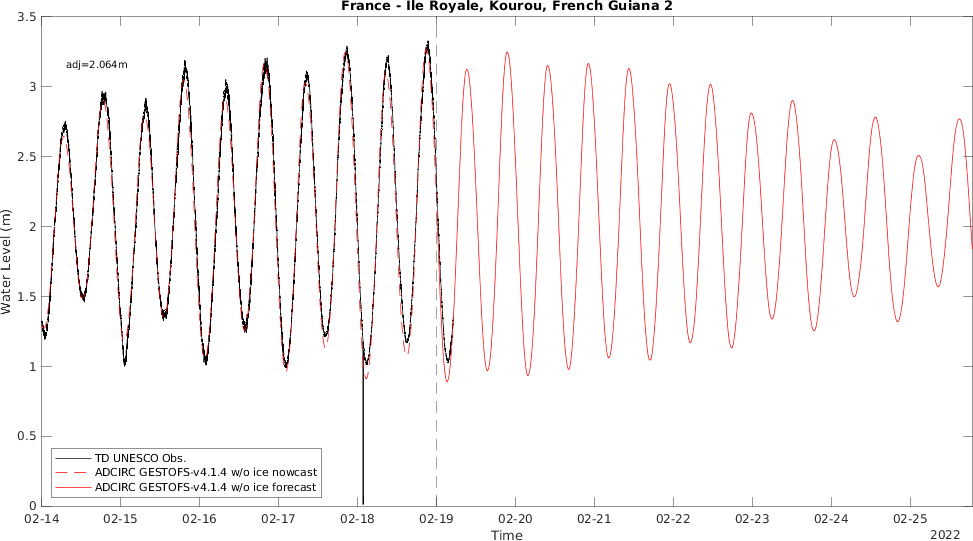 France - Ile Royale, Kourou, French Guiana 2
adj=2.064m
Water Level (m)
3.5
3
2.5
2
1.5
1
0.5
0
TD UNESCO Obs.
ADCIRC GESTOFS-v4.1.4 w/o ice nowcast
ADCIRC GESTOFS-v4.1.4 w/o ice forecast
02-14 02-15 02-16 02-17 02-18 02-19 02-20 02-21 02-22 02-23 02-24 02-25
Time
2022